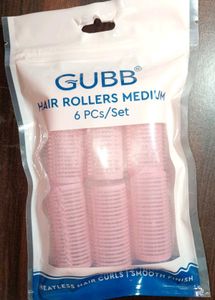 GUBB®
HAIR ROLLERS MEDIUM
6 PCs/Set
HEATLESS HAIR CURLS | SMOOTH FINISH